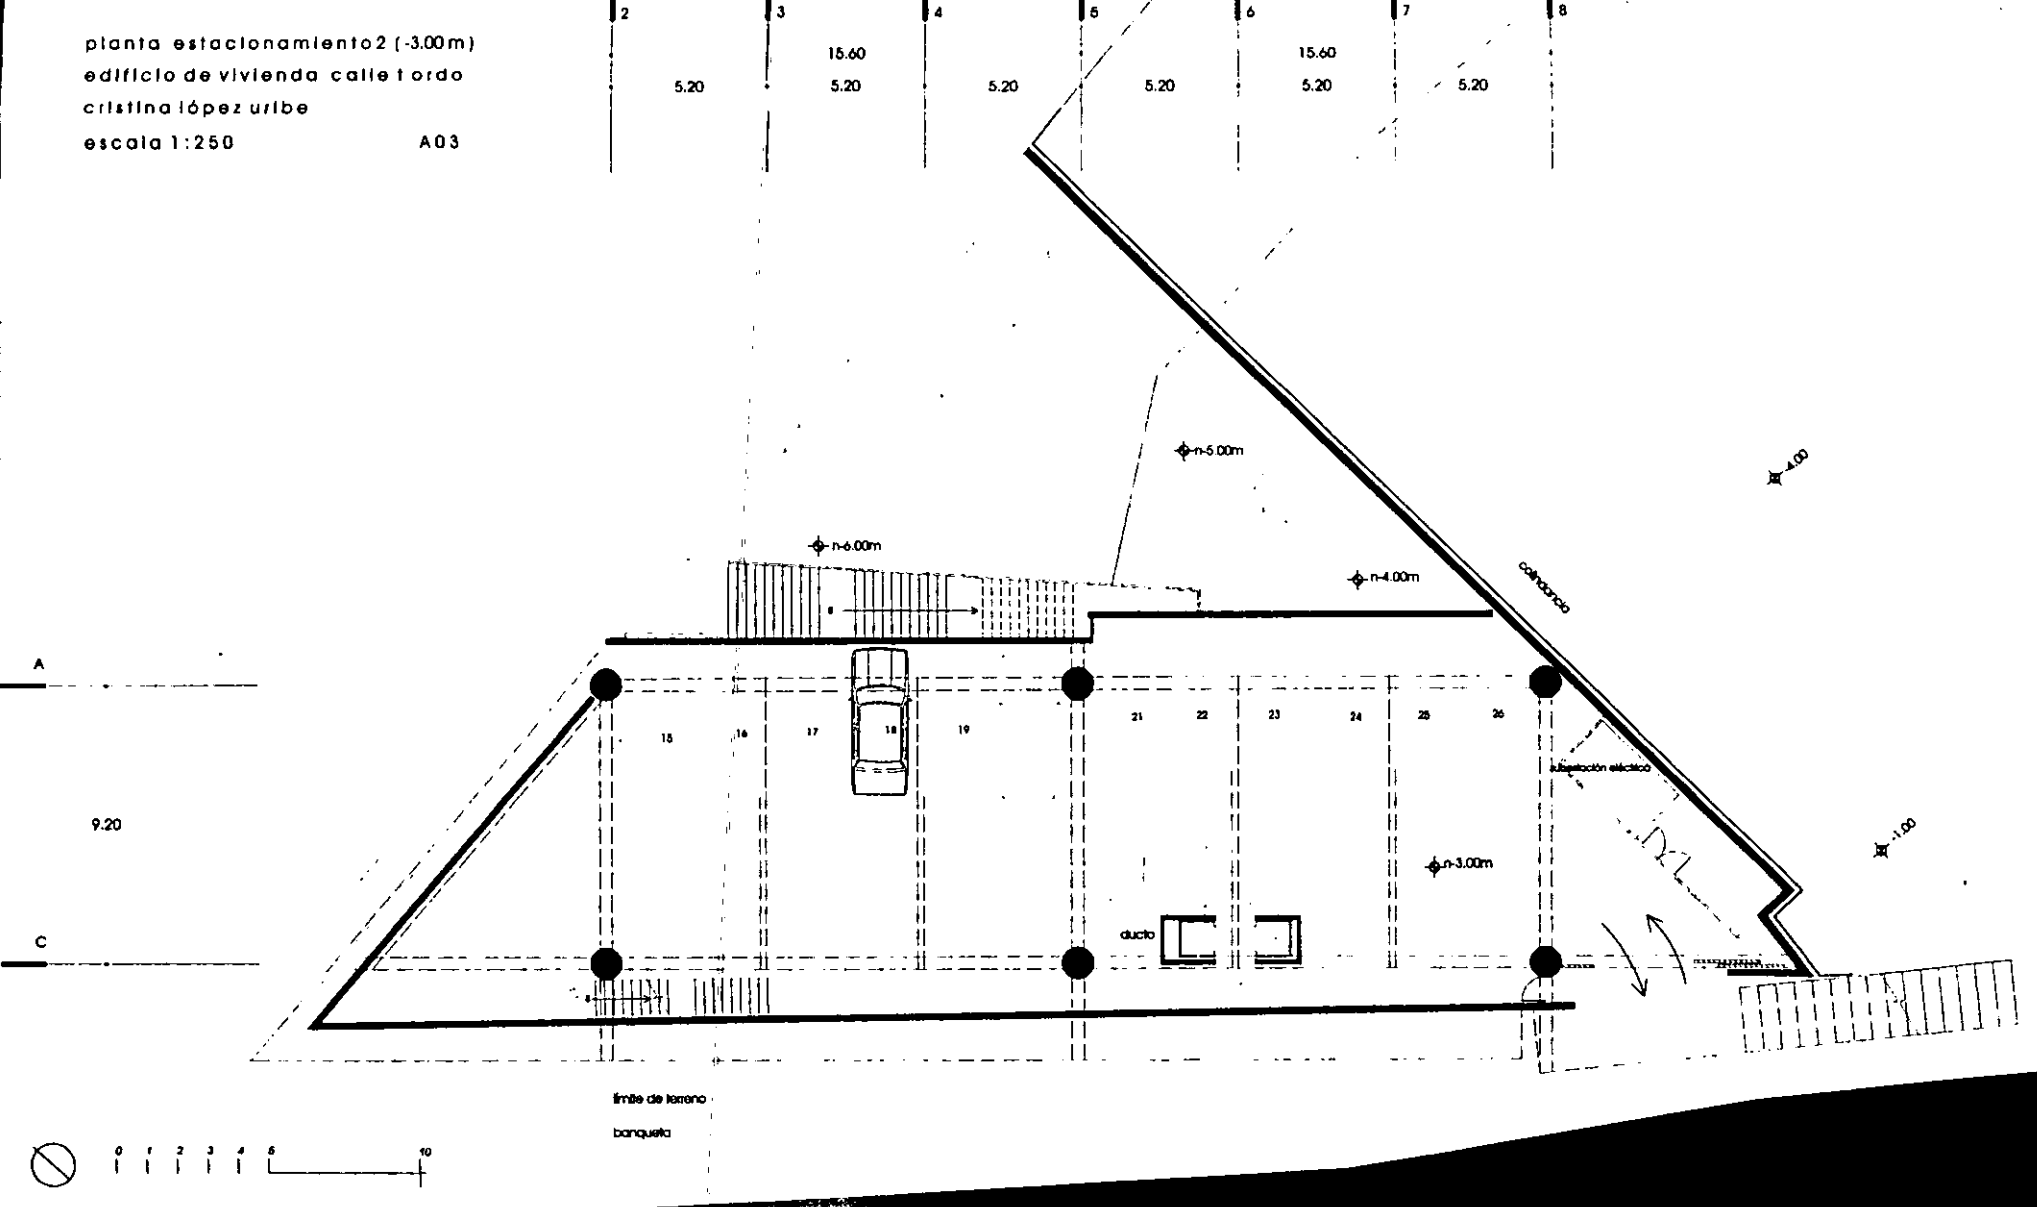 planta estacionamiento2 (-3.00m)
edificio de vivienda calle tordo
cristina lópez uribe
escala 1:250 A03
2 3 4 5 6 7 8
15.60 15.60
5.20 5.20 5.20 5.20 5.20 5.20
n-5.00m
-4.00
n-6.00m
n-4.00m
colindancia
A
15 16 17 18 19 21 22 23 24 25 26
subestación eléctrica
9.20
n-3.00m
-1.00
ducto
C
límite de terreno
banqueta
0 1 2 3 4 5 10